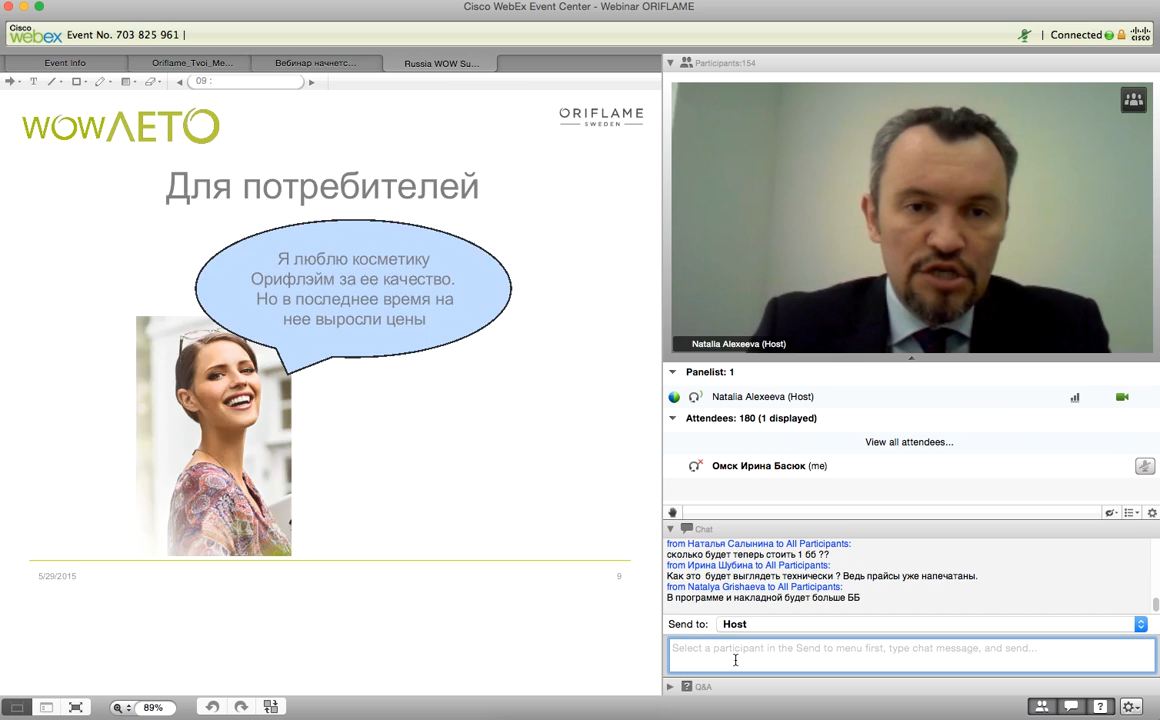 Cisco WebEx Event Center - Webinar ORIFLAME
Cisco webex Event No. 703 825 961 |
| Connected
CISCO
Event Info
Oriflame_Tvoi_Me...
Вебинар начнетс...
Russia WOW Su...
T
09 :
Participants:154
WOWЛЕТО
ORIFLAME
SWEDEN
Для потребителей
Я люблю косметику
Орифлэйм за ее качество.
Но в последнее время на
нее выросли цены
5/29/2015
9
Natalia Alexeeva (Host)
Panelist: 1
Natalia Alexeeva (Host)
Attendees: 180 (1 displayed)
View all attendees...
Омск Ирина Басюк (me)
Chat
from Наталья Салынина to All Participants:
сколько будет теперь стоить 1 бб ??
from Ирина Шубина to All Participants:
Как это будет выглядеть технически ? Ведь прайсы уже напечатаны.
from Natalya Grishaeva to All Participants:
В программе и накладной будет больше ББ
Send to: Host
Select a participant in the Send to menu first, type chat message, and send...
? Q&A
89%
?